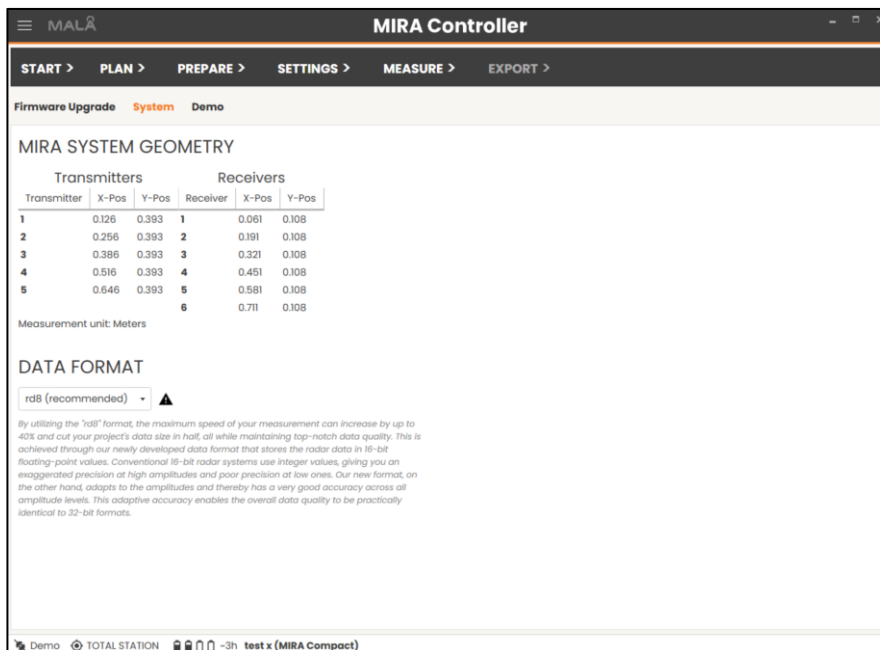 MALÅ MIRA Controller
START > PLAN > PREPARE > SETTINGS > MEASURE > EXPORT >
Firmware Upgrade System Demo
MIRA SYSTEM GEOMETRY
Transmitters Receivers
Transmitter X-Pos Y-Pos Receiver X-Pos Y-Pos
1 0.126 0.393 1 0.061 0.108
2 0.256 0.393 2 0.191 0.108
3 0.386 0.393 3 0.321 0.108
4 0.516 0.393 4 0.451 0.108
5 0.646 0.393 5 0.581 0.108
6 0.711 0.108
Measurement unit: Meters
DATA FORMAT
rd8 (recommended)
By utilizing the "rd8" format, the maximum speed of your measurement can increase by up to
40% and cut your project's data size in half, all while maintaining top-notch data quality. This is
achieved through our newly developed data format that stores the radar data in 16-bit
floating-point values. Conventional 16-bit radar systems use integer values, giving you an
exaggerated precision at high amplitudes and poor precision at low ones. Our new format, on
the other hand, adapts to the amplitudes and thereby has a very good accuracy across all
amplitude levels. This adaptive accuracy enables the overall data quality to be practically
identical to 32-bit formats.
Demo TOTAL STATION -3h test x (MIRA Compact)